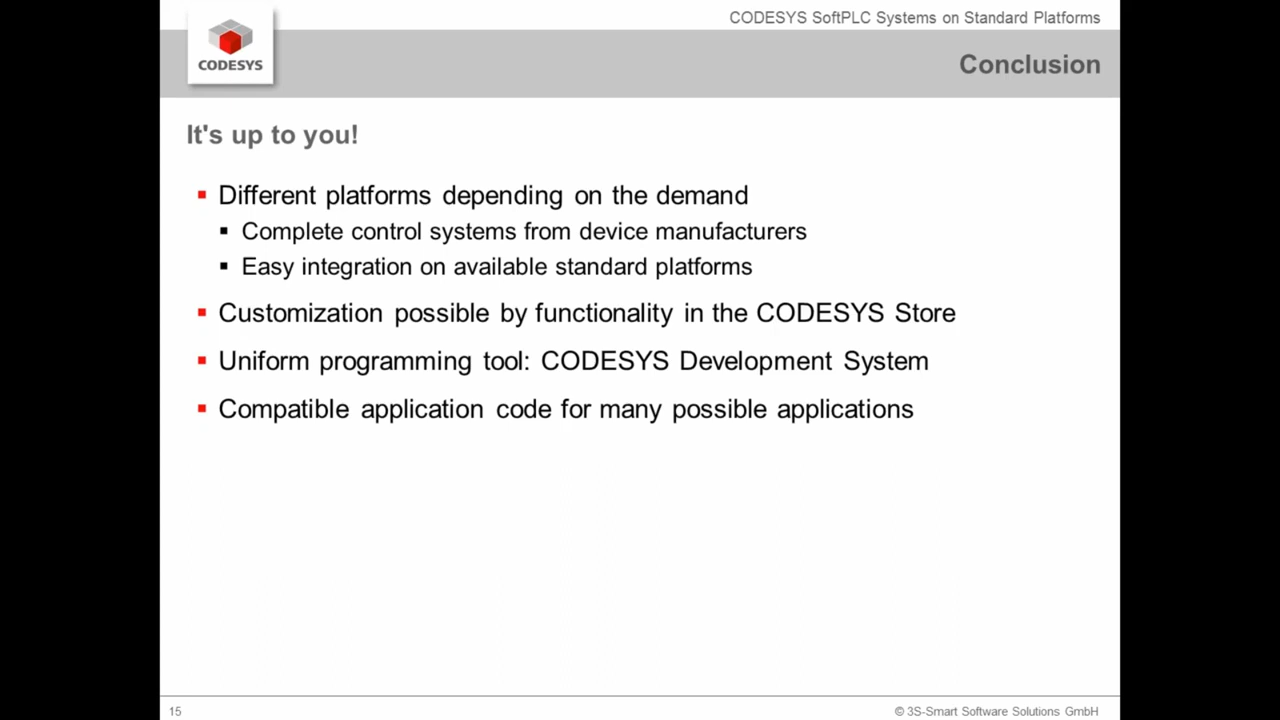 CODESYS SoftPLC Systems on Standard Platforms
CODESYS
Conclusion
It's up to you!
Different platforms depending on the demand
Complete control systems from device manufacturers
Easy integration on available standard platforms
Customization possible by functionality in the CODESYS Store
Uniform programming tool: CODESYS Development System
Compatible application code for many possible applications
15
© 3S-Smart Software Solutions GmbH